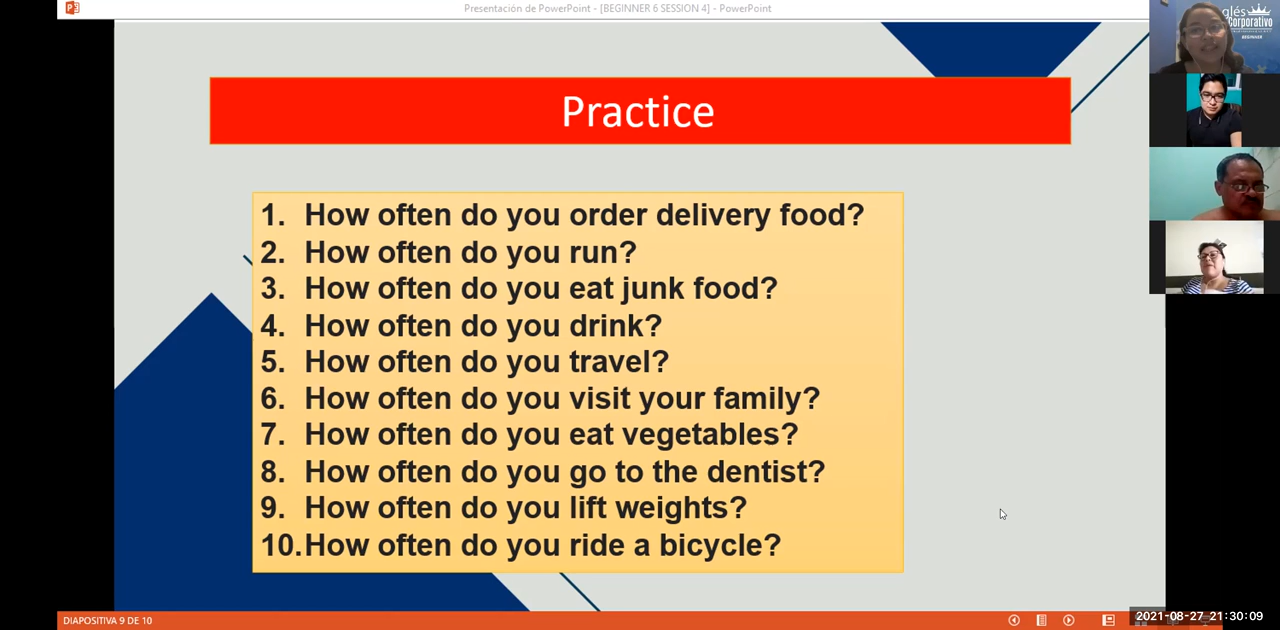 Presentación de PowerPoint - [BEGINNER 6 SESSION 4] - PowerPoint
glés
Corporativo
BEGINNER
Practice
1. How often do you order delivery food?
2. How often do you run?
3. How often do you eat junk food?
4. How often do you drink?
5. How often do you travel?
6. How often do you visit your family?
7. How often do you eat vegetables?
8. How often do you go to the dentist?
9. How often do you lift weights?
10. How often do you ride a bicycle?
DIAPOSITIVA 9 DE 10
2021-08-27 21:30:09